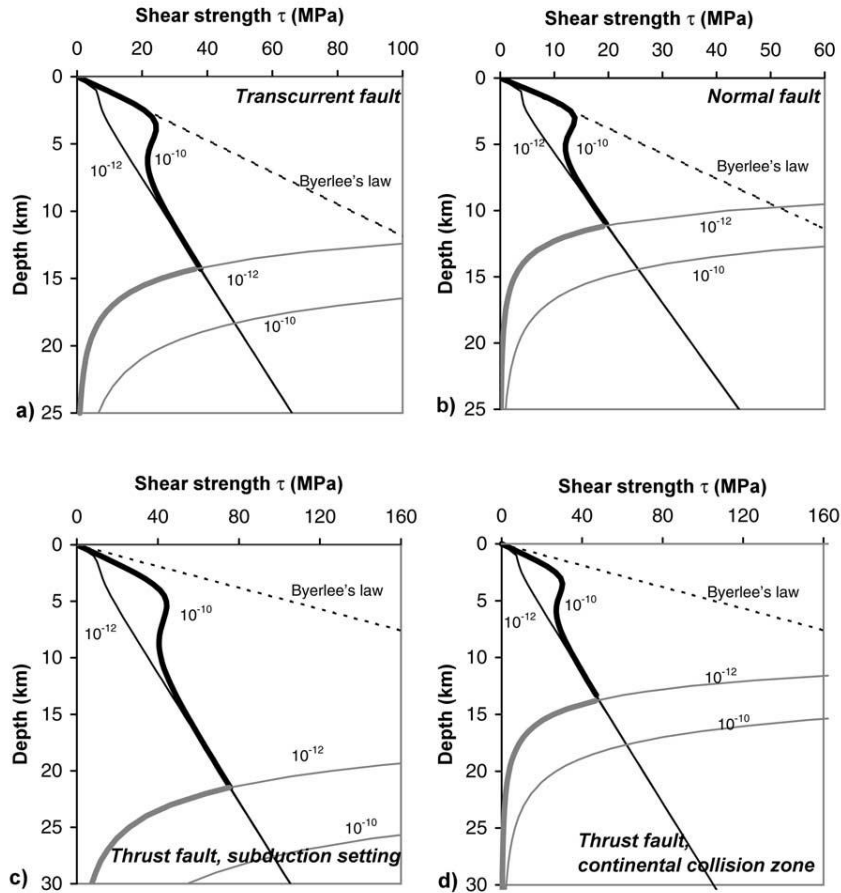 Shear strength τ (MPa)
0 20 40 60 80 100
0
5
10
15
20
25
Depth (km)
Transcurrent fault
10-12
10-10
Byerlee's law
10-12
10-10
a)
Shear strength τ (MPa)
0 10 20 30 40 50 60
0
5
10
15
20
25
Depth (km)
Normal fault
10-12
10-10
Byerlee's law
10-12
10-10
b)
Shear strength τ (MPa)
0 40 80 120 160
0
5
10
15
20
25
30
Depth (km)
Byerlee's law
10-12
10-10
10-12
10-10
Thrust fault, subduction setting
c)
Shear strength τ (MPa)
0 40 80 120 160
0
5
10
15
20
25
30
Depth (km)
Byerlee's law
10-12
10-10
10-12
10-10
Thrust fault,
continental collision zone
d)